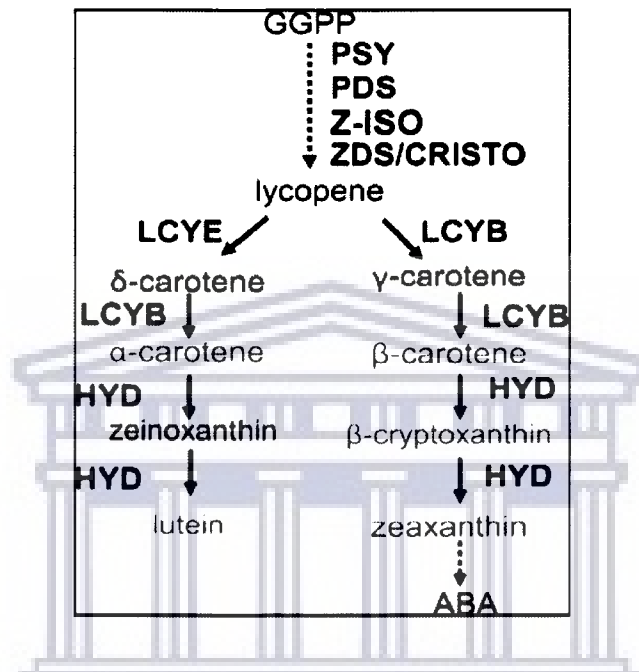 GGPP
PSY
PDS
Z-ISO
ZDS/CRISTO
lycopene
LCYE LCYB
δ-carotene γ-carotene
LCYB LCYB
α-carotene β-carotene
HYD HYD
zeinoxanthin β-cryptoxanthin
HYD HYD
lutein zeaxanthin
ABA